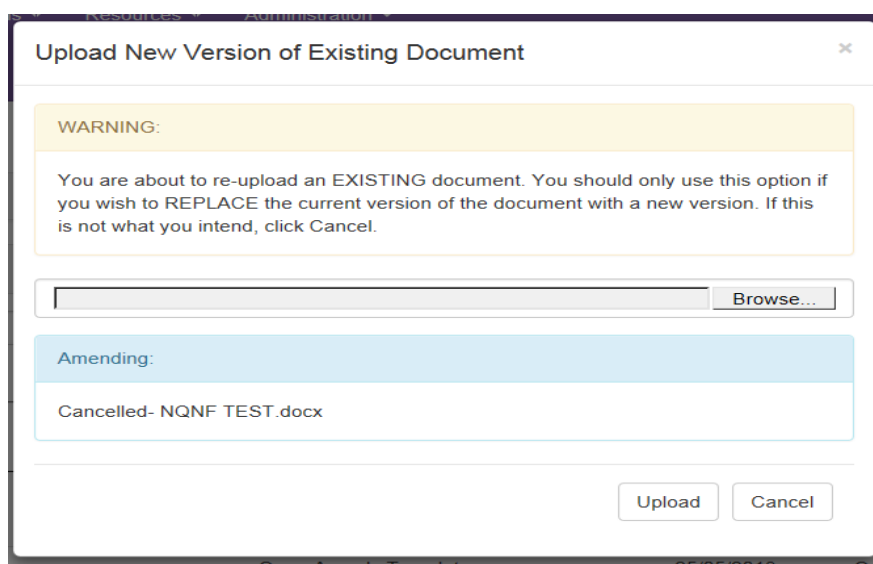 Resources Administration
Upload New Version of Existing Document
×
WARNING:
You are about to re-upload an EXISTING document. You should only use this option if
you wish to REPLACE the current version of the document with a new version. If this
is not what you intend, click Cancel.
Browse...
Amending:
Cancelled- NQNF TEST.docx
Upload Cancel